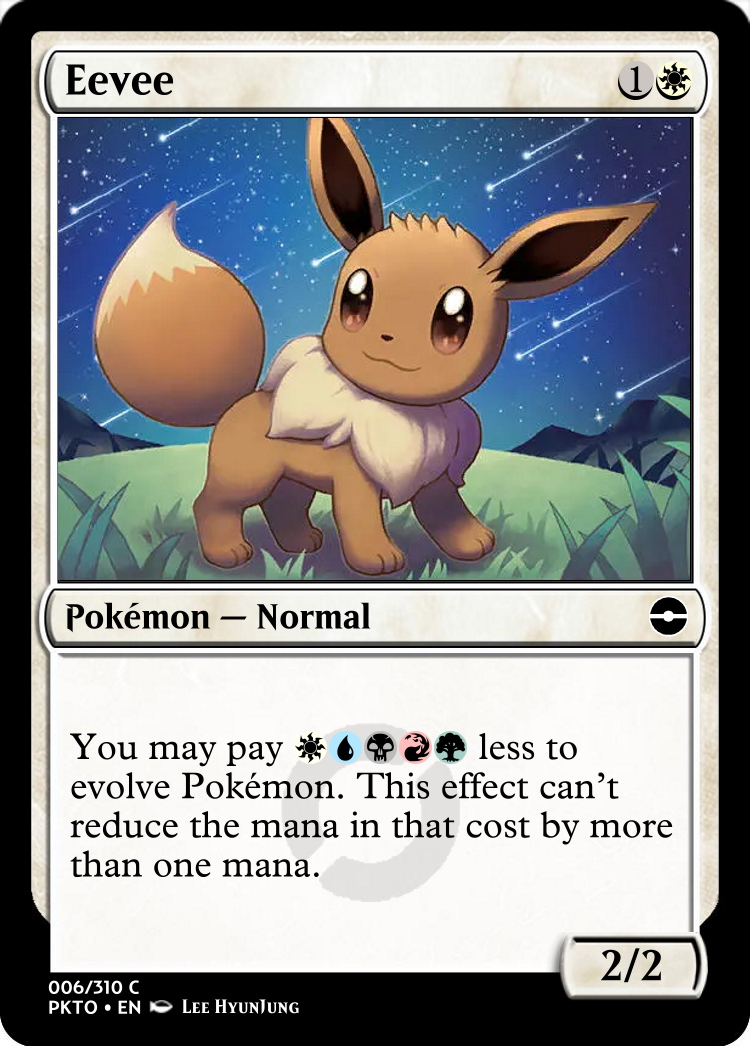 Eevee 1
Pokémon — Normal
You may pay less to
evolve Pokémon. This effect can't
reduce the mana in that cost by more
than one mana.
2/2
006/310 C
PKTO • EN Lee HyunJung